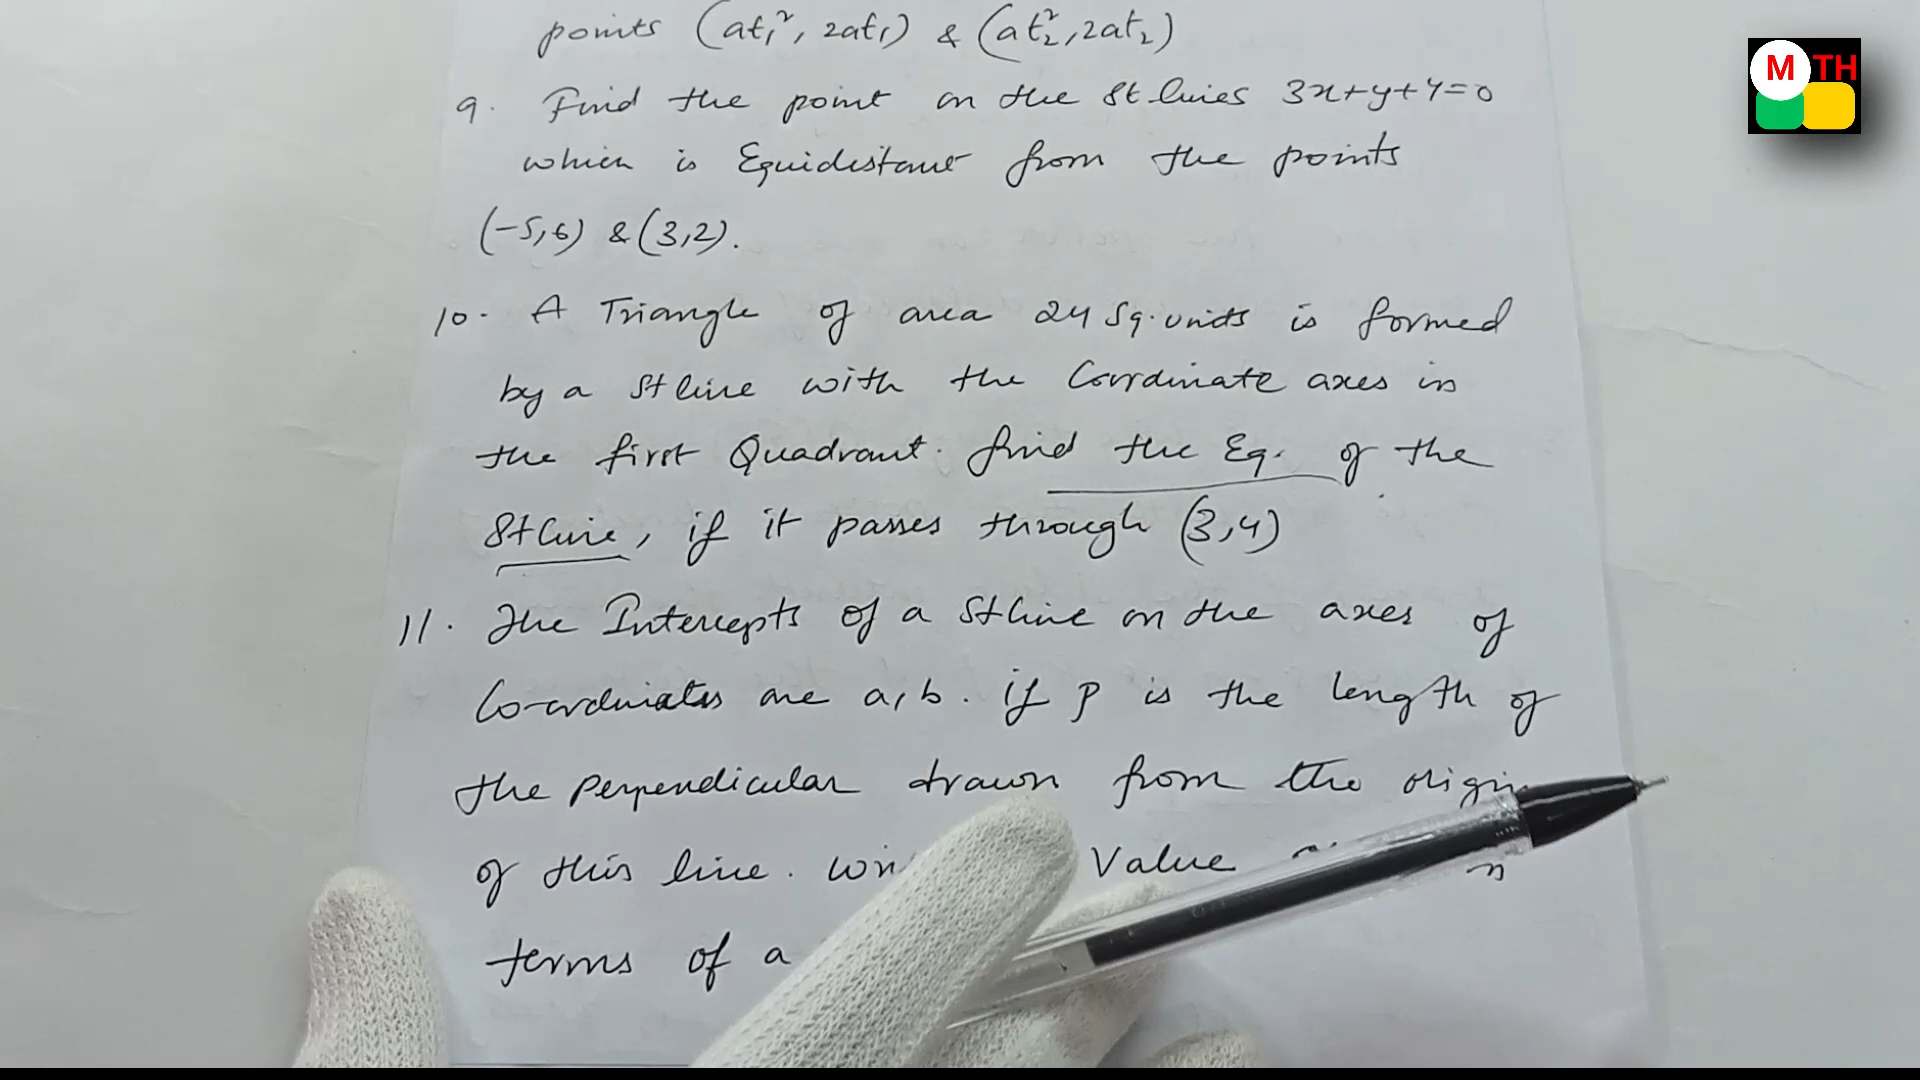 points (at₁², 2at₁) & (at₂², 2at₂)
M TH
9. Find the point on the St. lines 3x+y+4=0
which is Equidistant from the points
(-5,6) & (3,2).
10. A Triangle of area 24 Sq. units is formed
by a St line with the Coordinate axes in
the first Quadrant. find the Eq. of the
St line, if it passes through (3,4)
11. The Intercepts of a St line on the axes of
Co-ordinates are a, b. if p is the length of
the perpendicular drawn from the
of this line. Value
terms of a